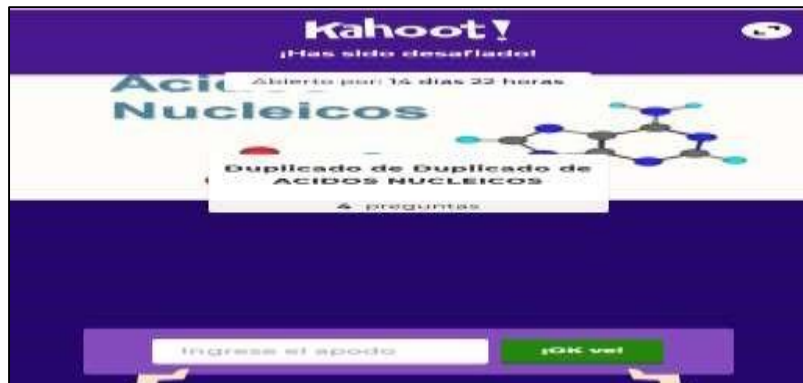 Kahoot!
¡Has sido desafiado!
Abierto por: 14 días 22 horas
Nucleicos
Duplicado de Duplicado de
ACIDOS NUCLEICOS
4 preguntas
Ingrese el apodo
¡OK ve!